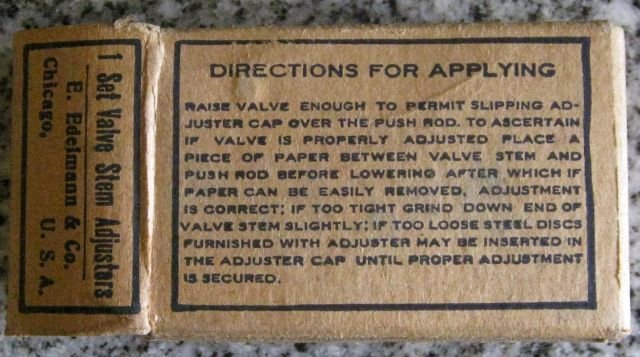 1 Set Valve Stem Adjusters
E. Edelmann & Co.
Chicago, U. S. A.
DIRECTIONS FOR APPLYING
RAISE VALVE ENOUGH TO PERMIT SLIPPING AD-
JUSTER CAP OVER THE PUSH ROD. TO ASCERTAIN
IF VALVE IS PROPERLY ADJUSTED PLACE A
PIECE OF PAPER BETWEEN VALVE STEM AND
PUSH ROD BEFORE LOWERING AFTER WHICH IF
PAPER CAN BE EASILY REMOVED, ADJUSTMENT
IS CORRECT; IF TOO TIGHT GRIND DOWN END OF
VALVE STEM SLIGHTLY; IF TOO LOOSE STEEL DISCS
FURNISHED WITH ADJUSTER MAY BE INSERTED IN
THE ADJUSTER CAP UNTIL PROPER ADJUSTMENT
IS SECURED.